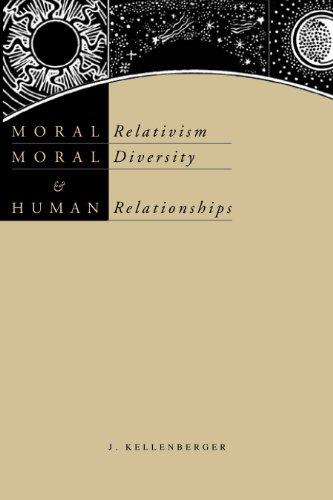 MORAL Relativism
MORAL Diversity
&
HUMAN Relationships
J. KELLENBERGER